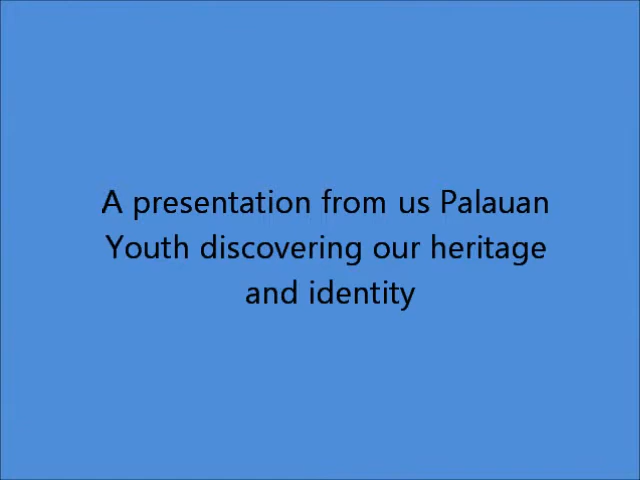 A presentation from us Palauan
Youth discovering our heritage
and identity